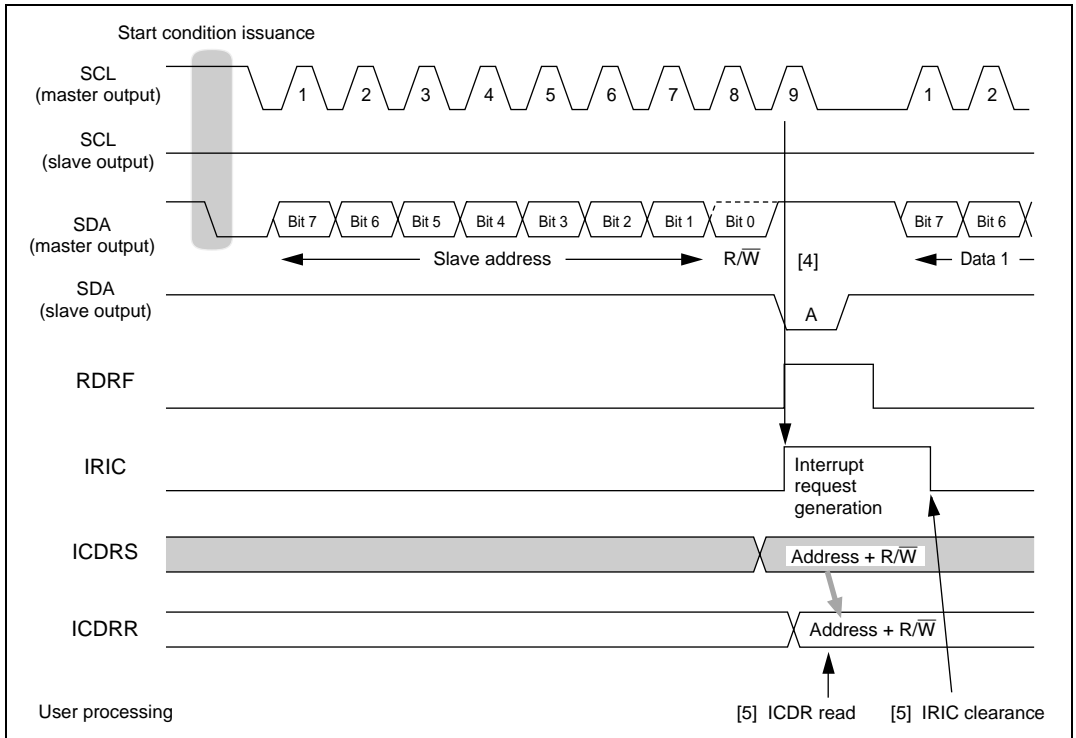 Start condition issuance
SCL
(master output)
1 2 3 4 5 6 7 8 9 1 2
SCL
(slave output)
SDA
(master output)
Bit 7 Bit 6 Bit 5 Bit 4 Bit 3 Bit 2 Bit 1 Bit 0 Bit 7 Bit 6
Slave address R/W̅ [4] Data 1
SDA
(slave output)
A
RDRF
IRIC
Interrupt
request
generation
ICDRS
Address + R/W̅
ICDRR
Address + R/W̅
User processing [5] ICDR read [5] IRIC clearance